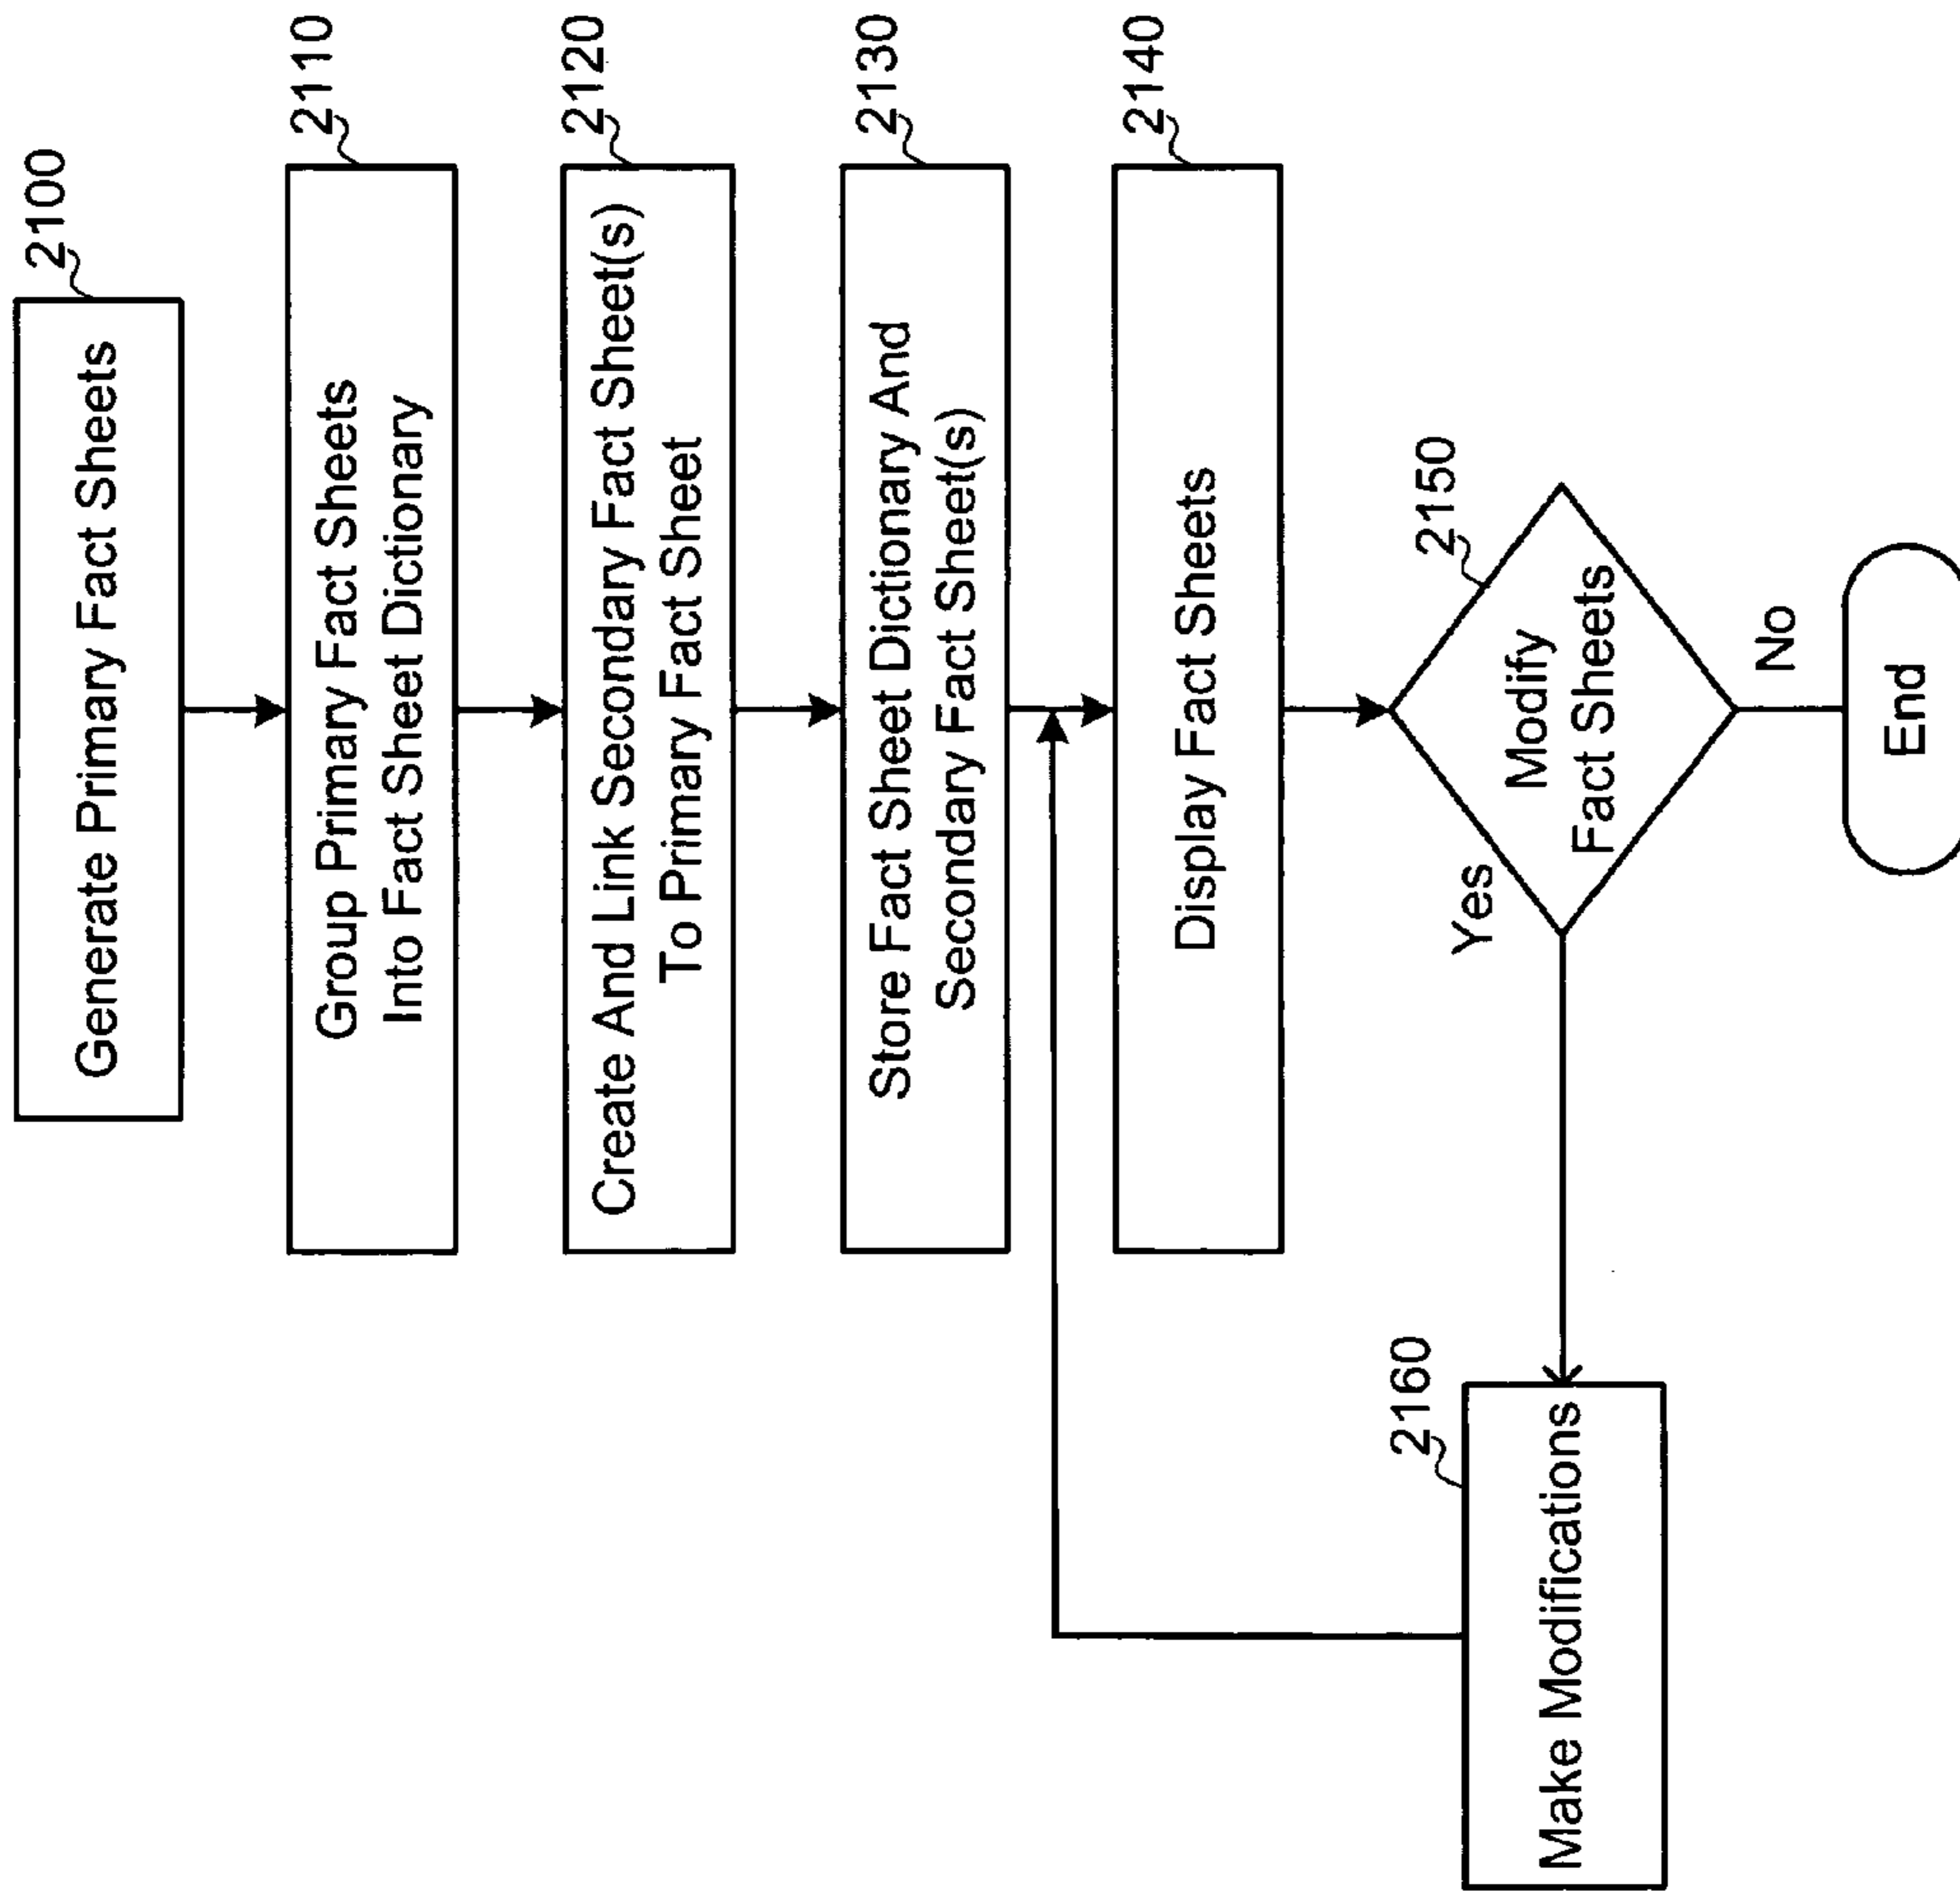 2100
Generate Primary Fact Sheets
2110
Group Primary Fact Sheets
Into Fact Sheet Dictionary
2120
Create And Link Secondary Fact Sheet(s)
To Primary Fact Sheet
2130
Store Fact Sheet Dictionary And
Secondary Fact Sheet(s)
2140
Display Fact Sheets
2150
Modify
Fact Sheets
Yes
No
2160
Make Modifications
End